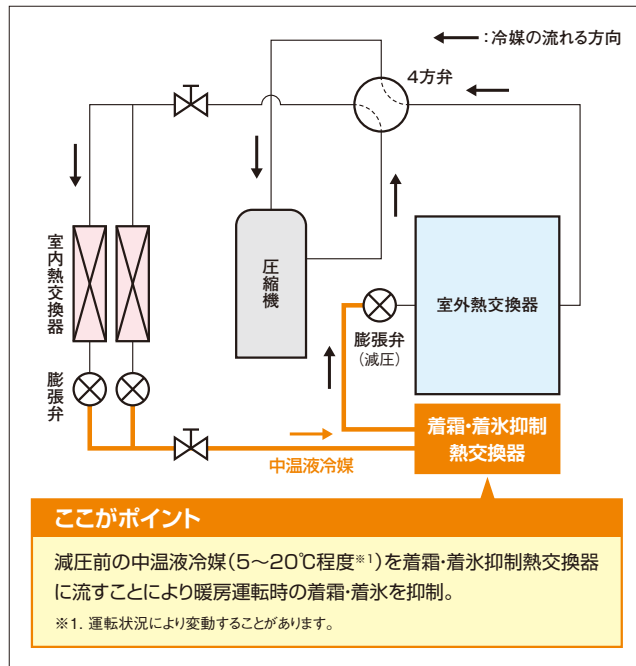 ：冷媒の流れる方向
4方弁
室内熱交換器
圧縮機
室外熱交換器
膨張弁
（減圧）
膨張弁
着霜・着氷抑制
熱交換器
中温液冷媒
ここがポイント
減圧前の中温液冷媒（5〜20℃程度※1）を着霜・着氷抑制熱交換器
に流すことにより暖房運転時の着霜・着氷を抑制。
※1. 運転状況により変動することがあります。